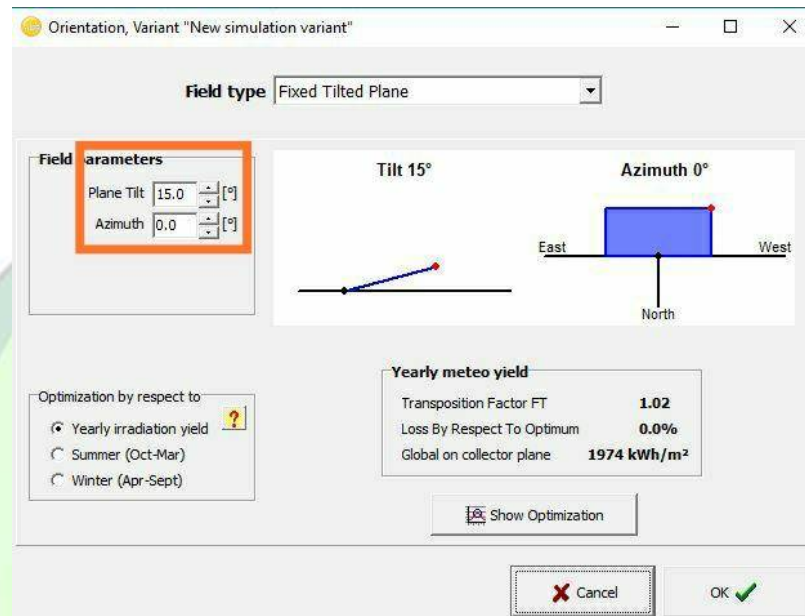 Orientation, Variant "New simulation variant"
Field type Fixed Tilted Plane
Field parameters
Plane Tilt 15.0 [°]
Azimuth 0.0 [°]
Tilt 15°
Azimuth 0°
East
West
North
Optimization by respect to
Yearly irradiation yield ?
Summer (Oct-Mar)
Winter (Apr-Sept)
Yearly meteo yield
Transposition Factor FT 1.02
Loss By Respect To Optimum 0.0%
Global on collector plane 1974 kWh/m²
Show Optimization
Cancel
OK